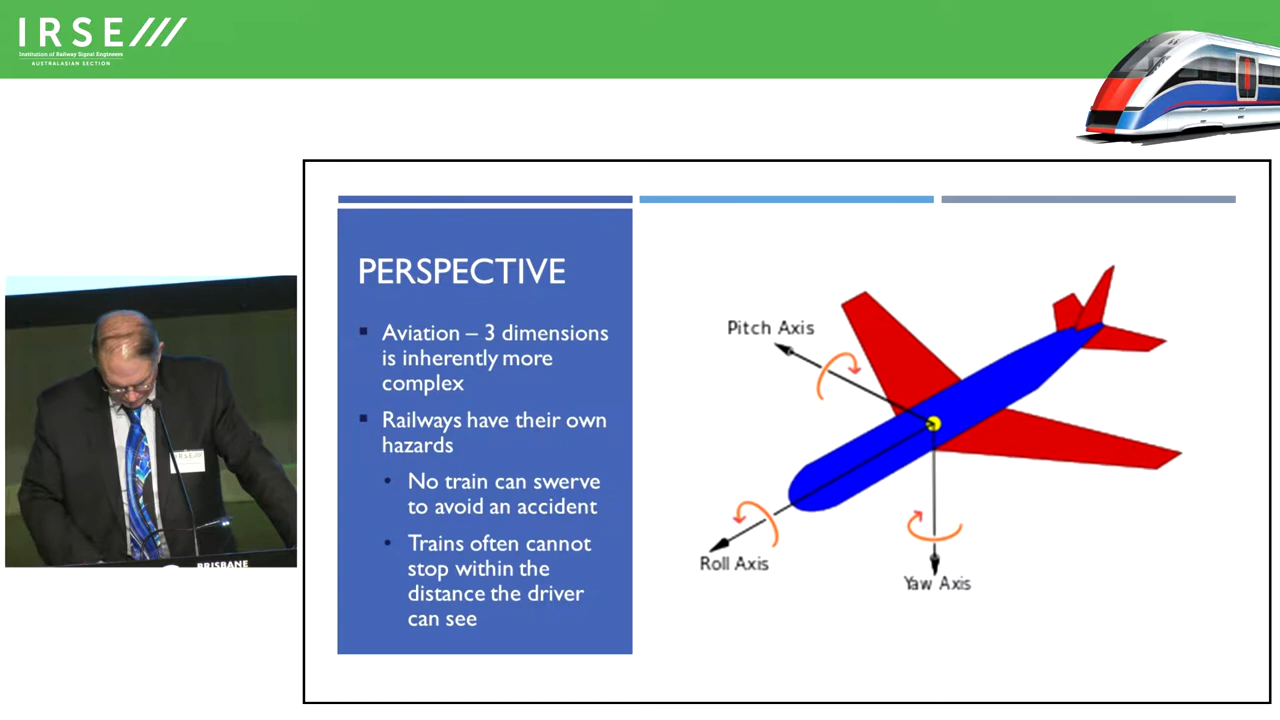 IRSE
Institution of Railway Signal Engineers
AUSTRALASIAN SECTION
PERSPECTIVE
Aviation – 3 dimensions
is inherently more
complex
Railways have their own
hazards
No train can swerve
to avoid an accident
Trains often cannot
stop within the
distance the driver
can see
Pitch Axis
Roll Axis
Yaw Axis
IRSE
BRISBANE